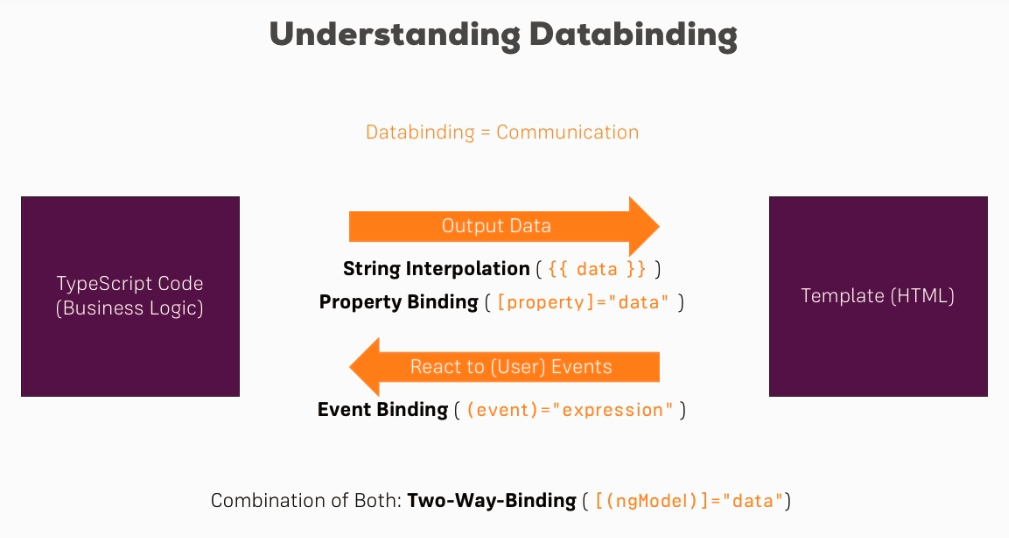 Understanding Databinding
Databinding = Communication
TypeScript Code
(Business Logic)
Output Data
String Interpolation ( {{ data }} )
Property Binding ( [property]="data" )
React to (User) Events
Event Binding ( (event)="expression" )
Template (HTML)
Combination of Both: Two-Way-Binding ( [(ngModel)]="data")